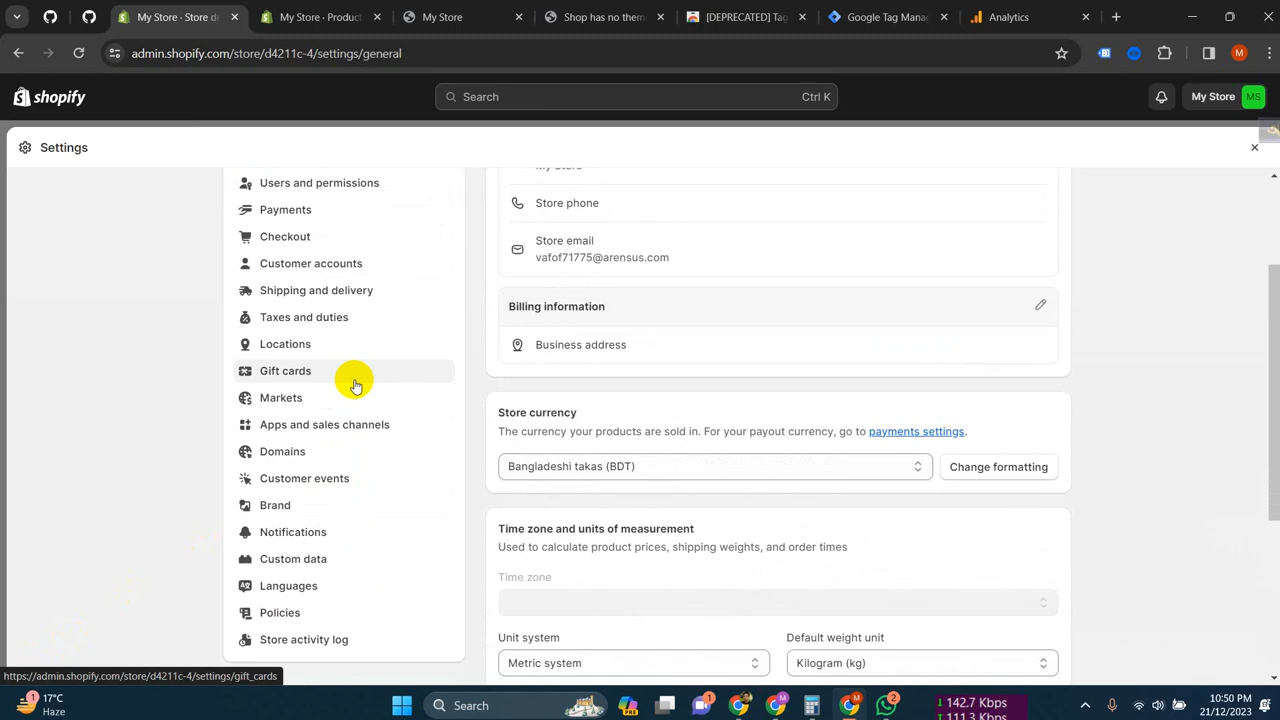 My Store - Store de
My Store · Product
My Store
Shop has no them
[DEPRECATED] Tag
Google Tag Mana
Analytics
admin.shopify.com/store/d4211c-4/settings/general
M
shopify
Search
Ctrl K
My Store
MS
Settings
My Store
Users and permissions
Payments
Checkout
Customer accounts
Shipping and delivery
Taxes and duties
Locations
Gift cards
Markets
Apps and sales channels
Domains
Customer events
Brand
Notifications
Custom data
Languages
Policies
Store activity log
Store phone
Store email
vafof71775@arensus.com
Billing information
Business address
Store currency
The currency your products are sold in. For your payout currency, go to payments settings.
Bangladeshi takas (BDT)
Change formatting
Time zone and units of measurement
Used to calculate product prices, shipping weights, and order times
Time zone
Unit system
Default weight unit
Metric system
Kilogram (kg)
https://admin.shopify.com/store/d4211c-4/settings/gift_cards
17°C
Haze
Search
PRE
1
2
142.7 Kbps
111.3 Kbps
10:50 PM
21/12/2023